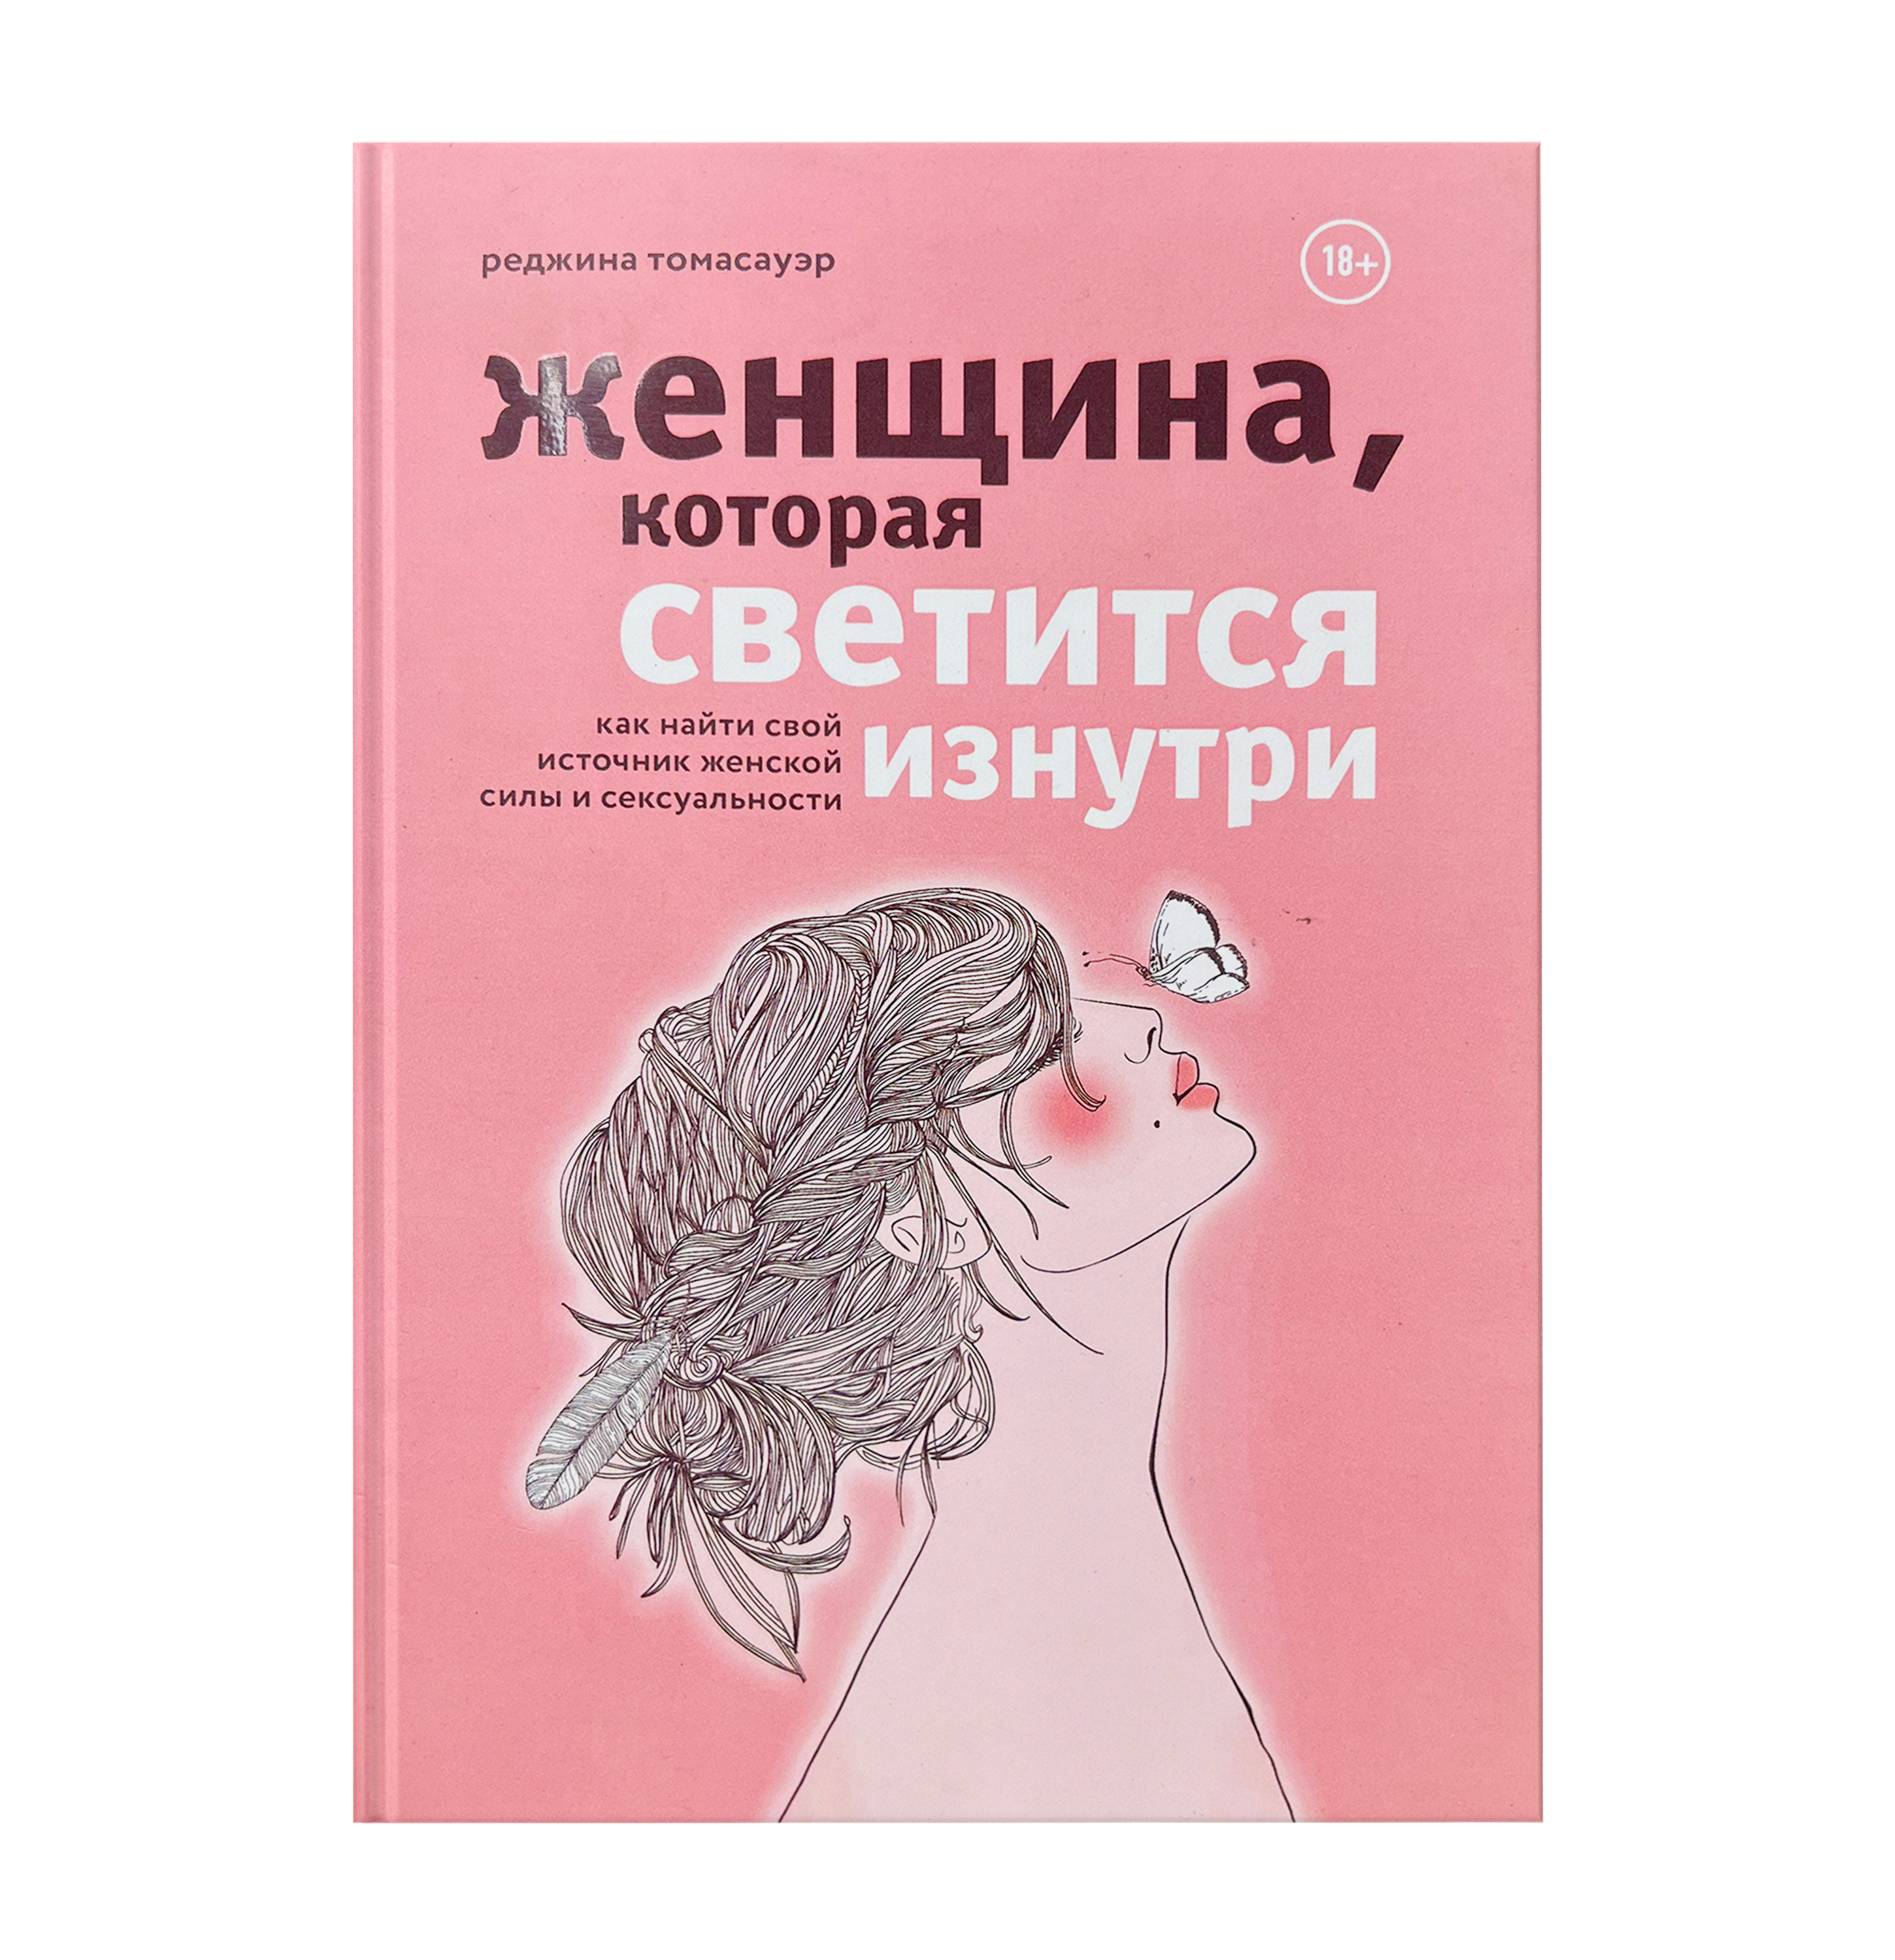 реджина томасауэр
18+
женщина,
которая
светится
как найти свой
источник женской
силы и сексуальности
изнутри